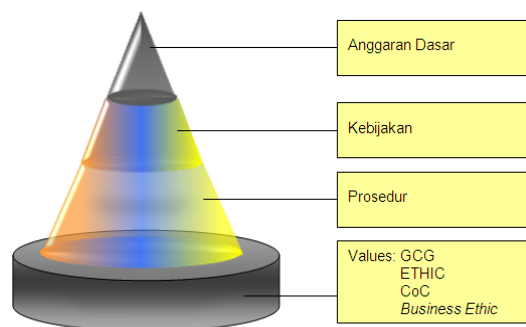 Anggaran Dasar
Kebijakan
Prosedur
Values: GCG
ETHIC
CoC
Business Ethic